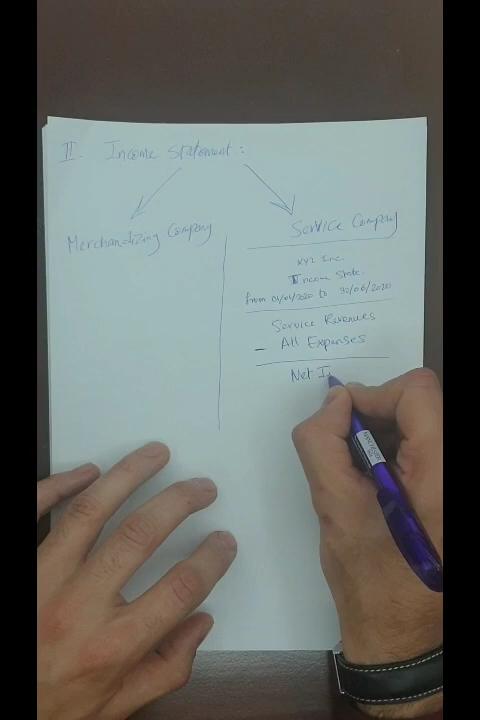 II. Income Statement:
Merchandizing Company
Service Company
XYZ Inc.
Income State.
from 01/01/2020 to 30/06/2020
Service Revenues
- All Expenses
Net I